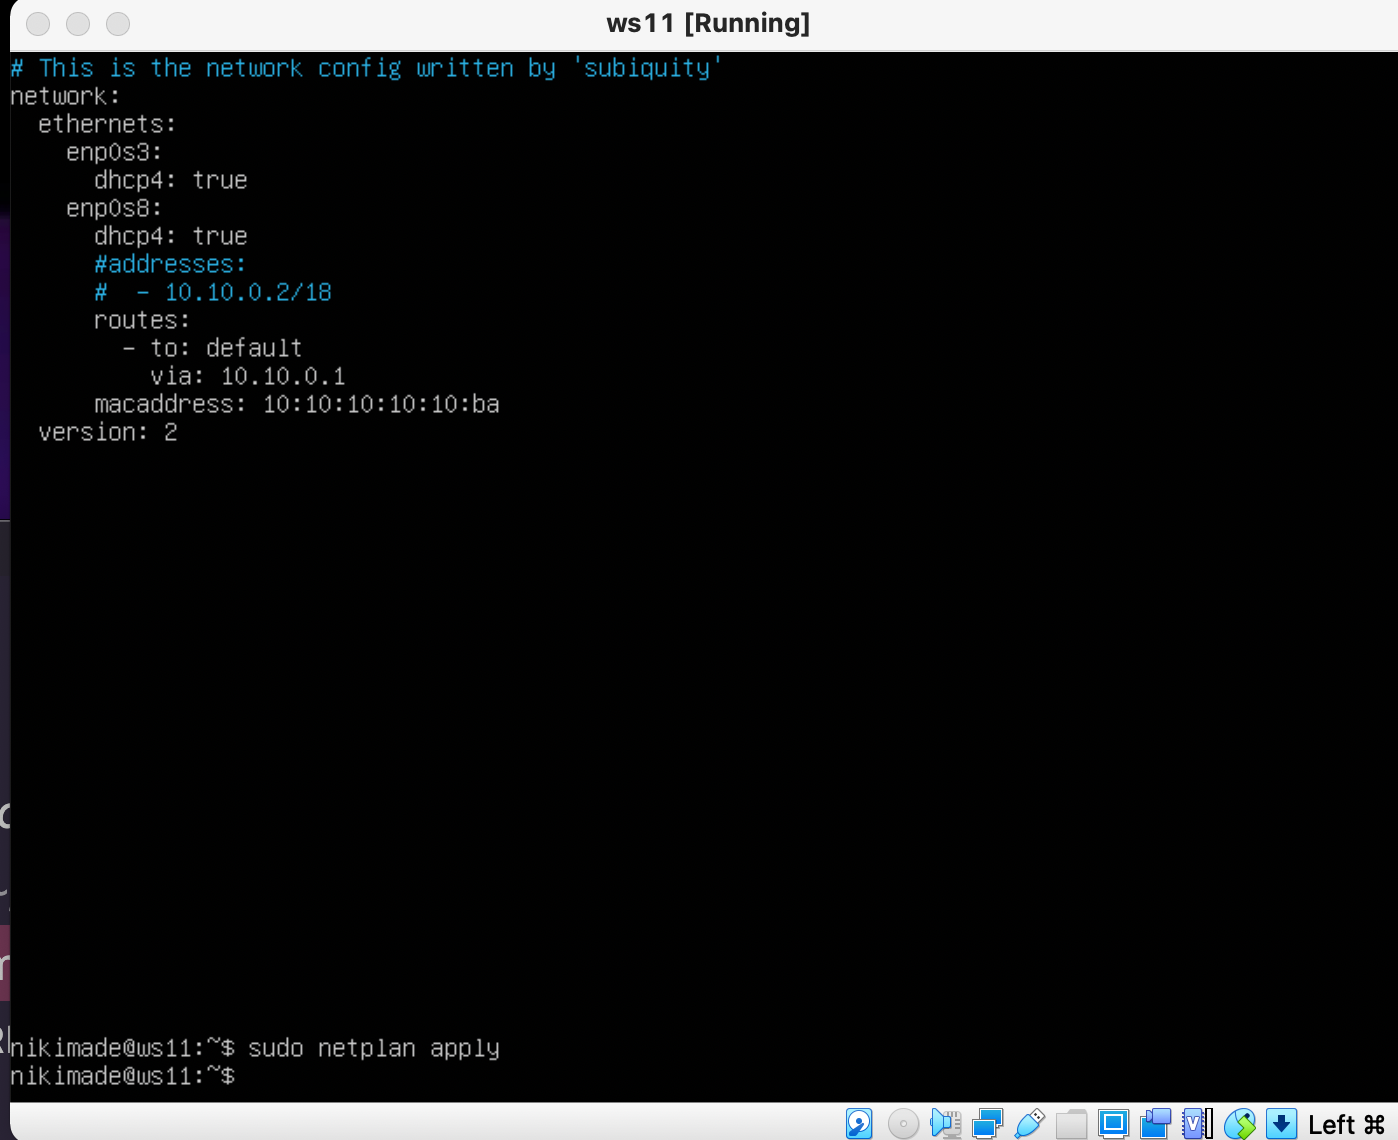 ws11 [Running]
# This is the network config written by 'subiquity'
network:
  ethernets:
    enp0s3:
      dhcp4: true
    enp0s8:
      dhcp4: true
      #addresses:
      #  - 10.10.0.2/18
      routes:
        - to: default
          via: 10.10.0.1
      macaddress: 10:10:10:10:10:ba
  version: 2
nikimade@ws11:~$ sudo netplan apply
nikimade@ws11:~$
V
Left ⌘